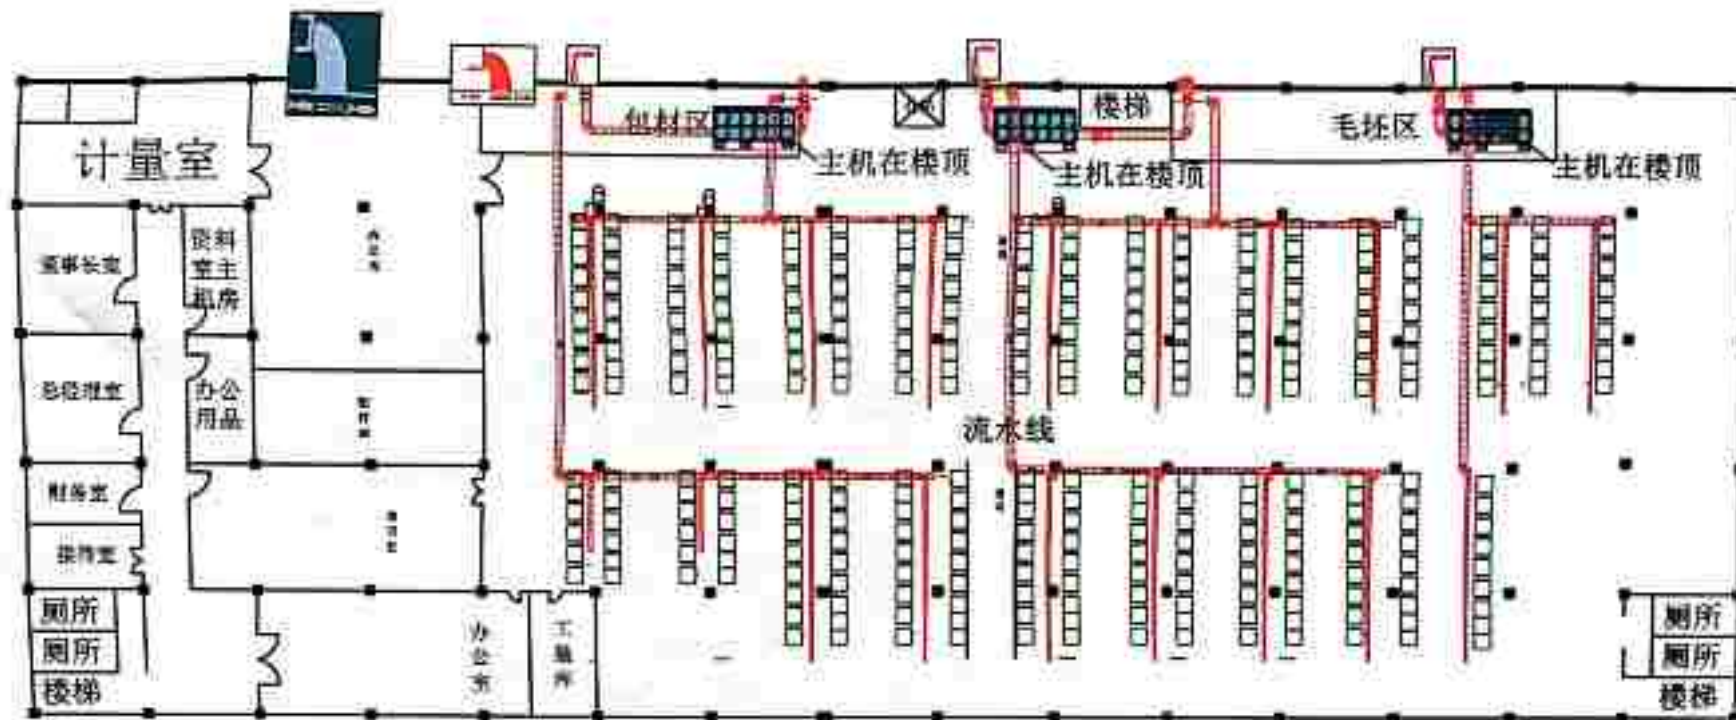 计量室
包材区
楼梯
毛坯区
主机在楼顶
主机在楼顶
主机在楼顶
董事长室
资料
室主
机房
总经理室
办公
用品
流水线
财务室
接待室
厕所
厕所
楼梯
办公室
厕所
厕所
楼梯